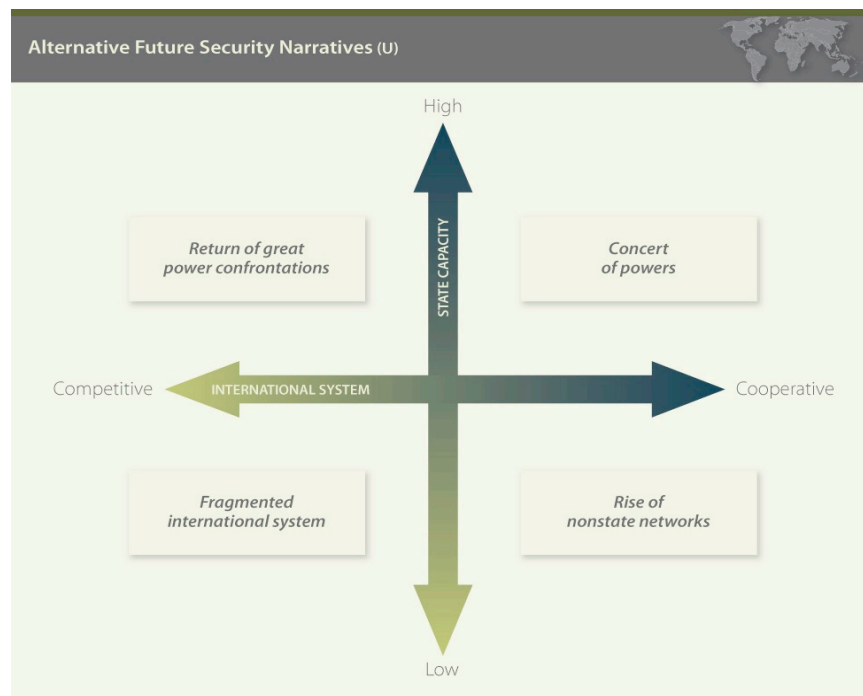 Alternative Future Security Narratives (U)
High
Return of great
power confrontations
Concert
of powers
STATE CAPACITY
Competitive
INTERNATIONAL SYSTEM
Cooperative
Fragmented
international system
Rise of
nonstate networks
Low